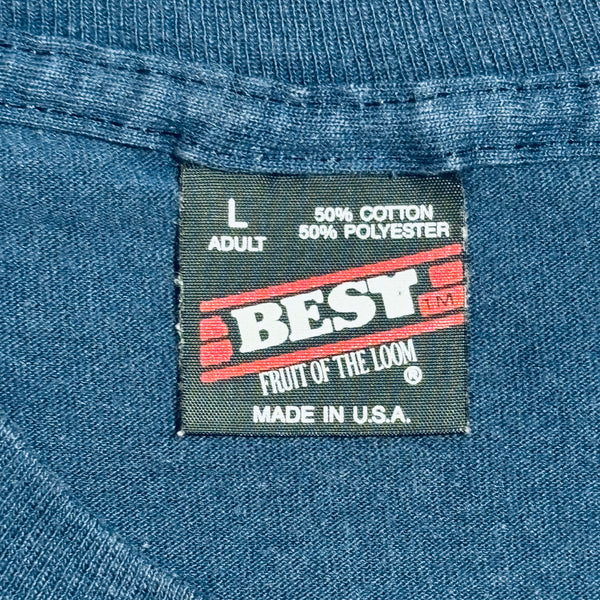 L
ADULT
50% COTTON
50% POLYESTER
BEST
TM
FRUIT OF THE LOOM
®
MADE IN U.S.A.